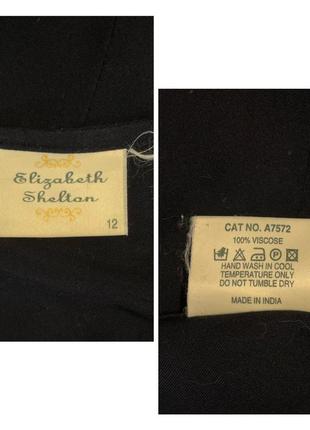 Elizabeth
Shelton
12
CAT NO. A7572
100% VISCOSE
HAND WASH IN COOL
TEMPERATURE ONLY
DO NOT TUMBLE DRY
MADE IN INDIA